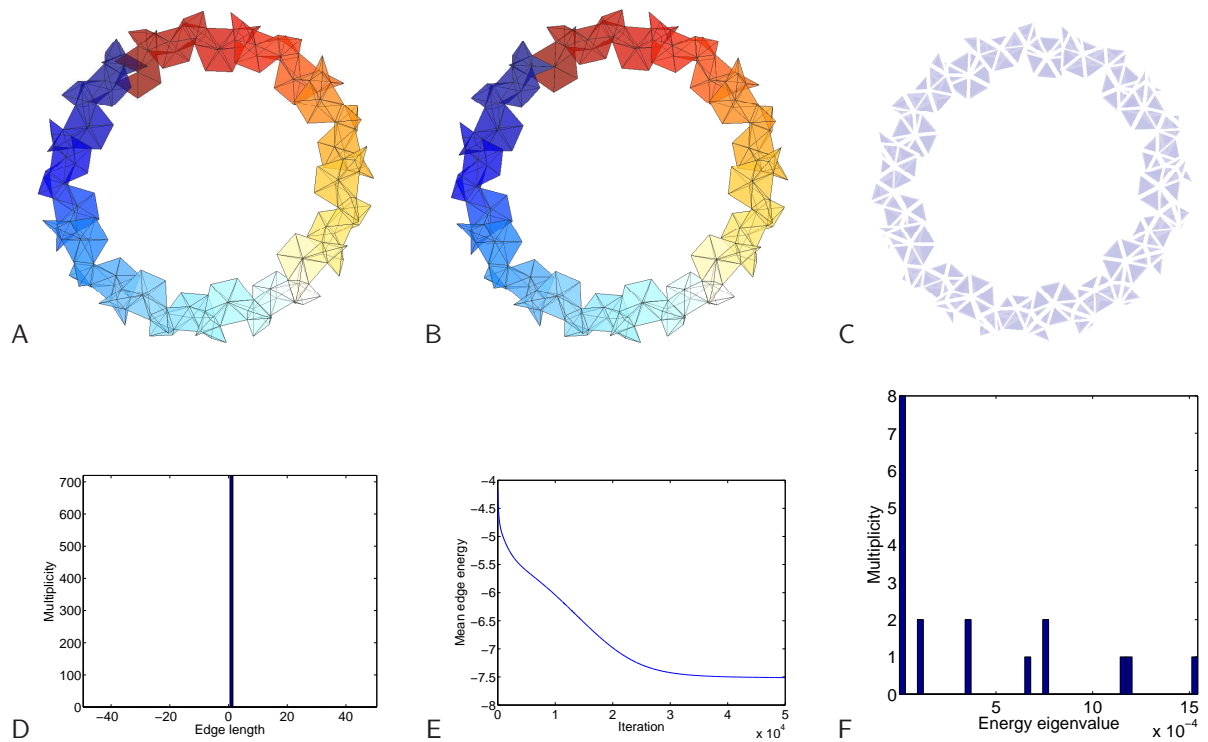 A
B
C
700
600
500
400
300
200
100
0
−40
−20
0
20
40
Multiplicity
Edge length
D
−4
−4.5
−5
−5.5
−6
−6.5
−7
−7.5
−8
0
1
2
3
4
5
x 10⁴
Mean edge energy
Iteration
E
8
7
6
5
4
3
2
1
0
5
10
15
x 10⁻⁴
Multiplicity
Energy eigenvalue
F